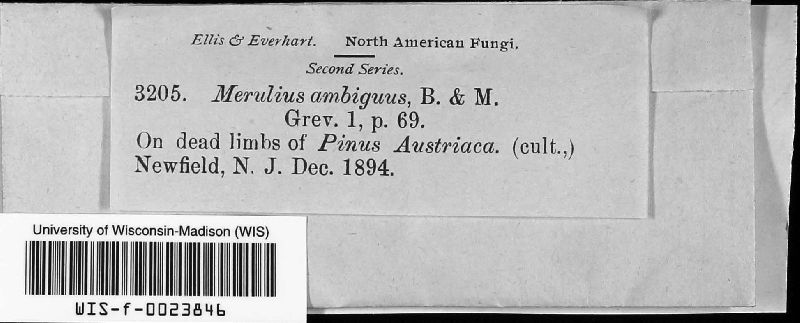 Ellis & Everhart. North American Fungi.
Second Series.
3205. Merulius ambiguus, B. & M.
Grev. 1, p. 69.
On dead limbs of Pinus Austriaca. (cult.,)
Newfield, N. J. Dec. 1894.
University of Wisconsin-Madison (WIS)
WIS-f-0023846